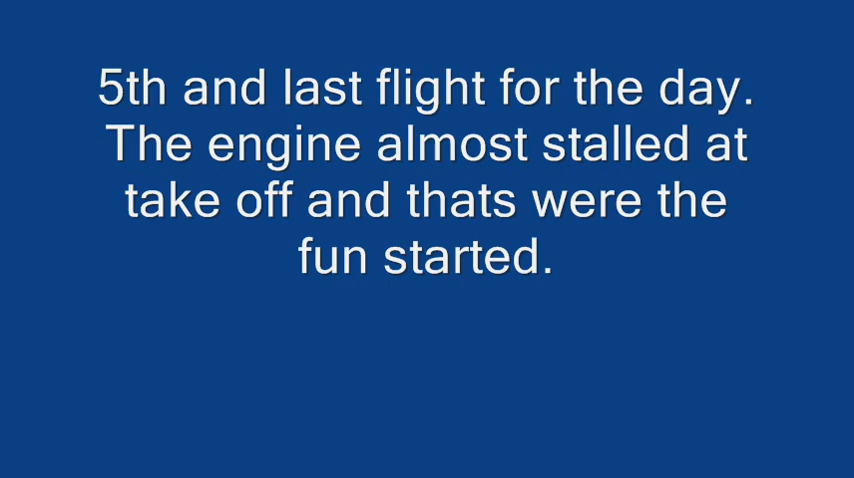 5th and last flight for the day.
The engine almost stalled at
take off and thats were the
fun started.